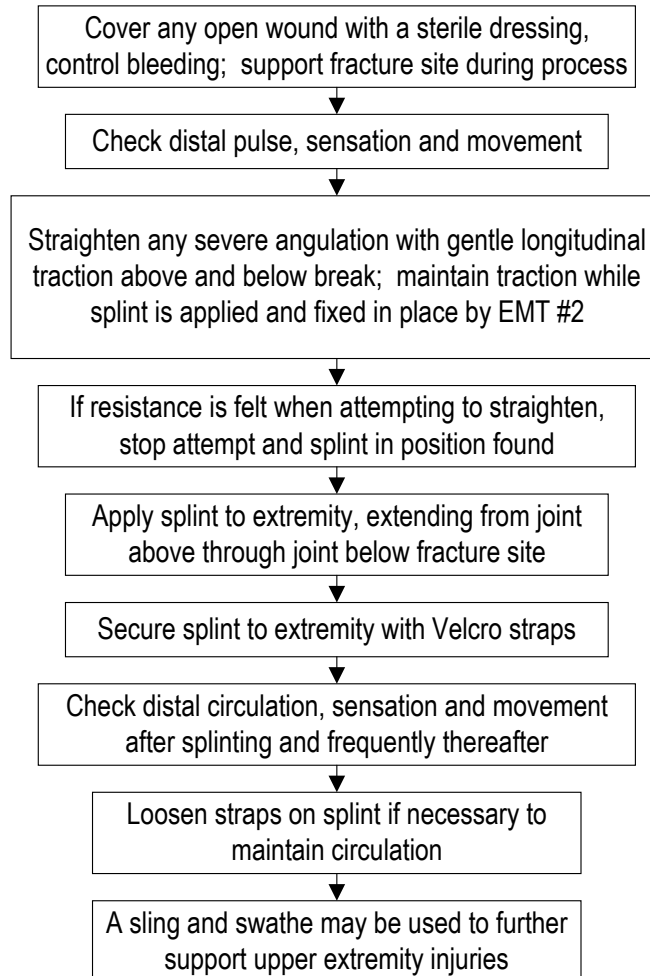 Cover any open wound with a sterile dressing,
control bleeding;  support fracture site during process
Check distal pulse, sensation and movement
Straighten any severe angulation with gentle longitudinal
traction above and below break;  maintain traction while
splint is applied and fixed in place by EMT #2
If resistance is felt when attempting to straighten,
stop attempt and splint in position found
Apply splint to extremity, extending from joint
above through joint below fracture site
Secure splint to extremity with Velcro straps
Check distal circulation, sensation and movement
after splinting and frequently thereafter
Loosen straps on splint if necessary to
maintain circulation
A sling and swathe may be used to further
support upper extremity injuries